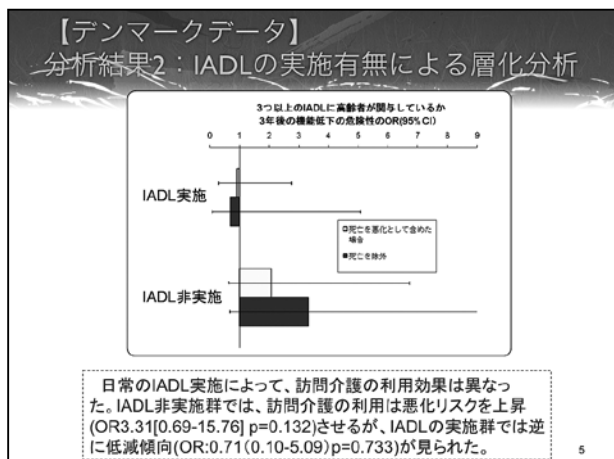 【デンマークデータ】
分析結果2：IADLの実施有無による層化分析
3つ以上のIADLに高齢者が関与しているか
3年後の機能低下の危険性のOR(95%CI)
0 1 2 3 4 5 6 7 8 9
IADL実施
□死亡を悪化として含めた
場合
■死亡を除外
IADL非実施
日常のIADL実施によって、訪問介護の利用効果は異なっ
た。IADL非実施群では、訪問介護の利用は悪化リスクを上昇
(OR3.31[0.69-15.76] p=0.132)させるが、IADLの実施群では逆
に低減傾向(OR:0.71（0.10-5.09）p=0.733)が見られた。
5